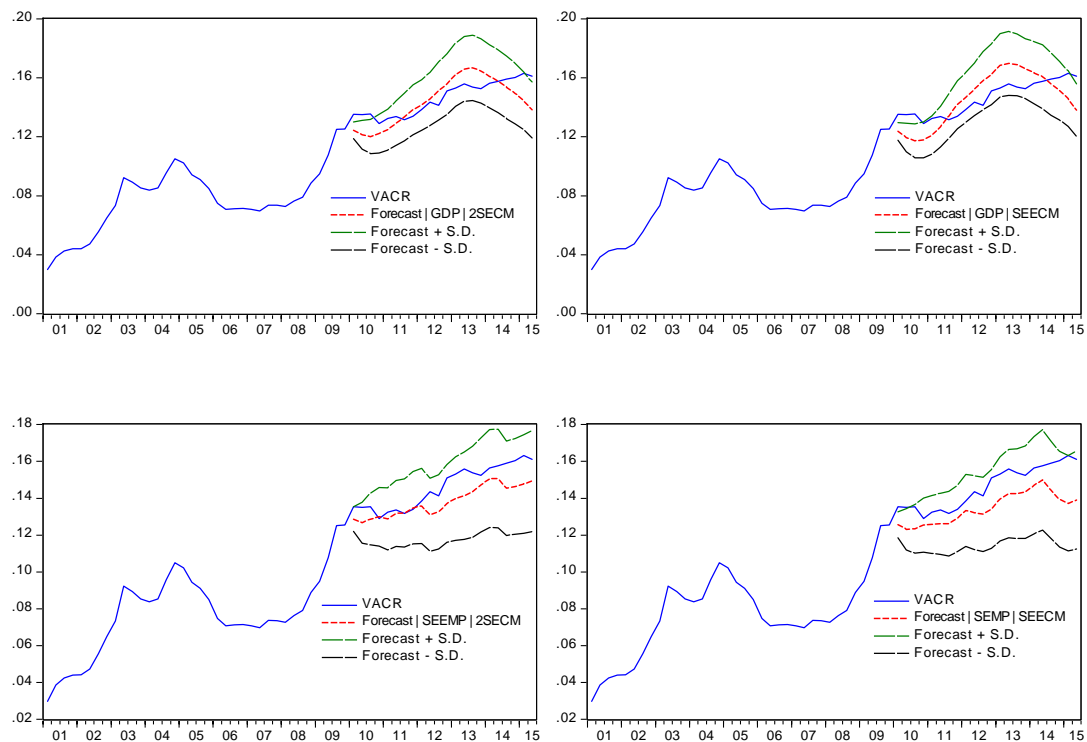 .20
.16
.12
.08
.04
.00
VACR
Forecast | GDP | 2SECM
Forecast + S.D.
Forecast - S.D.
01 02 03 04 05 06 07 08 09 10 11 12 13 14 15
.20
.16
.12
.08
.04
.00
VACR
Forecast | GDP | SEECM
Forecast + S.D.
Forecast - S.D.
01 02 03 04 05 06 07 08 09 10 11 12 13 14 15
.18
.16
.14
.12
.10
.08
.06
.04
.02
VACR
Forecast | SEEMP | 2SECM
Forecast + S.D.
Forecast - S.D.
01 02 03 04 05 06 07 08 09 10 11 12 13 14 15
.18
.16
.14
.12
.10
.08
.06
.04
.02
VACR
Forecast | SEMP | SEECM
Forecast + S.D.
Forecast - S.D.
01 02 03 04 05 06 07 08 09 10 11 12 13 14 15